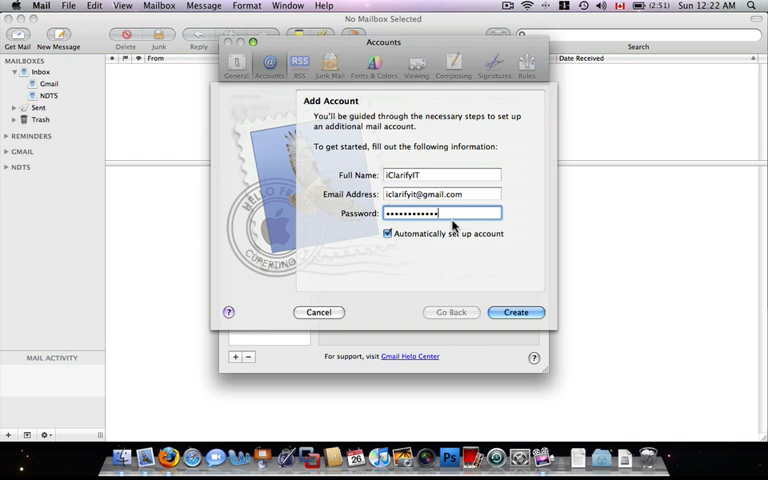 Mail File Edit View Mailbox Message Format Window Help (2:51) Sun 12:22 AM
No Mailbox Selected
Get Mail New Message Delete Junk Reply Search
Accounts
General Accounts RSS Junk Mail Fonts & Colors Viewing Composing Signatures Rules
MAILBOXES
From Date Received
Inbox
Gmail
NDTS
Sent
Trash
REMINDERS
GMAIL
NDTS
Add Account
You'll be guided through the necessary steps to set up
an additional mail account.
To get started, fill out the following information:
Full Name: iClarifyIT
Email Address: iclarifyit@gmail.com
Password: ••••••••••••
Automatically set up account
HELLO FROM
CUPERTINO
? Cancel Go Back Create
For support, visit Gmail Help Center ?
MAIL ACTIVITY